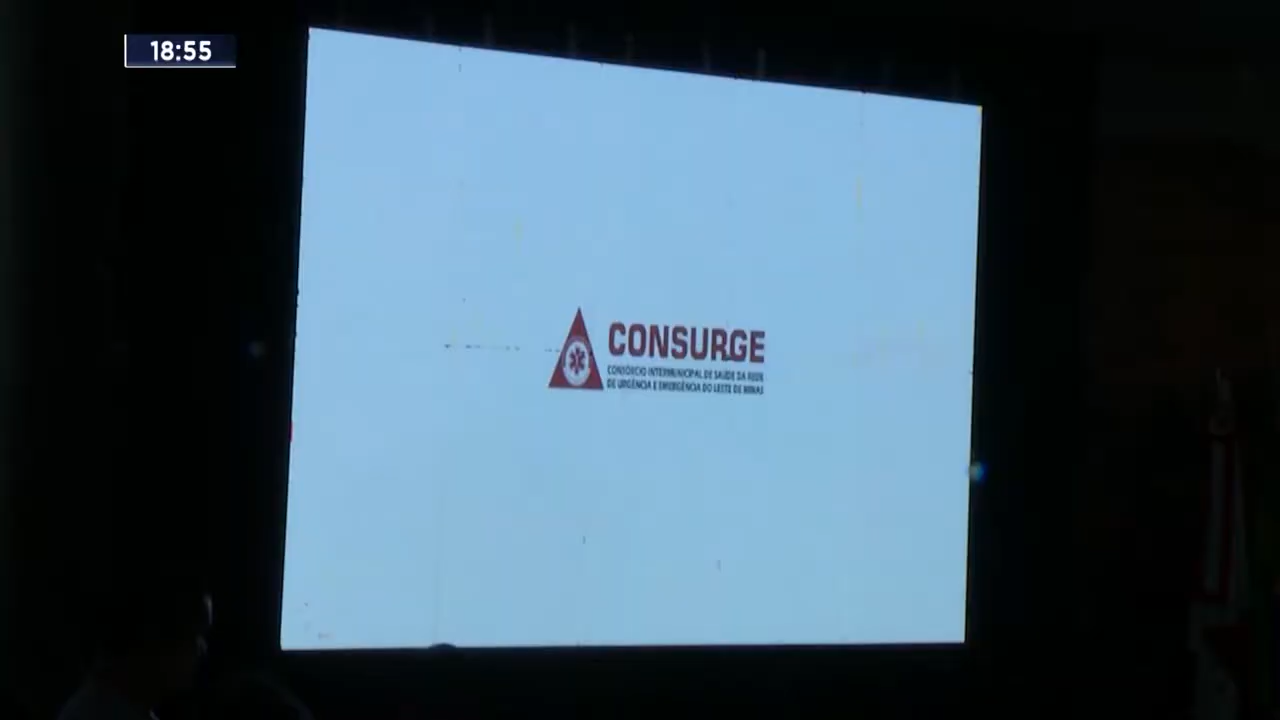 18:55
CONSURGE
CONSÓRCIO INTERMUNICIPAL DE SAÚDE DA REDE
DE URGÊNCIA E EMERGÊNCIA DO LESTE DE MINAS